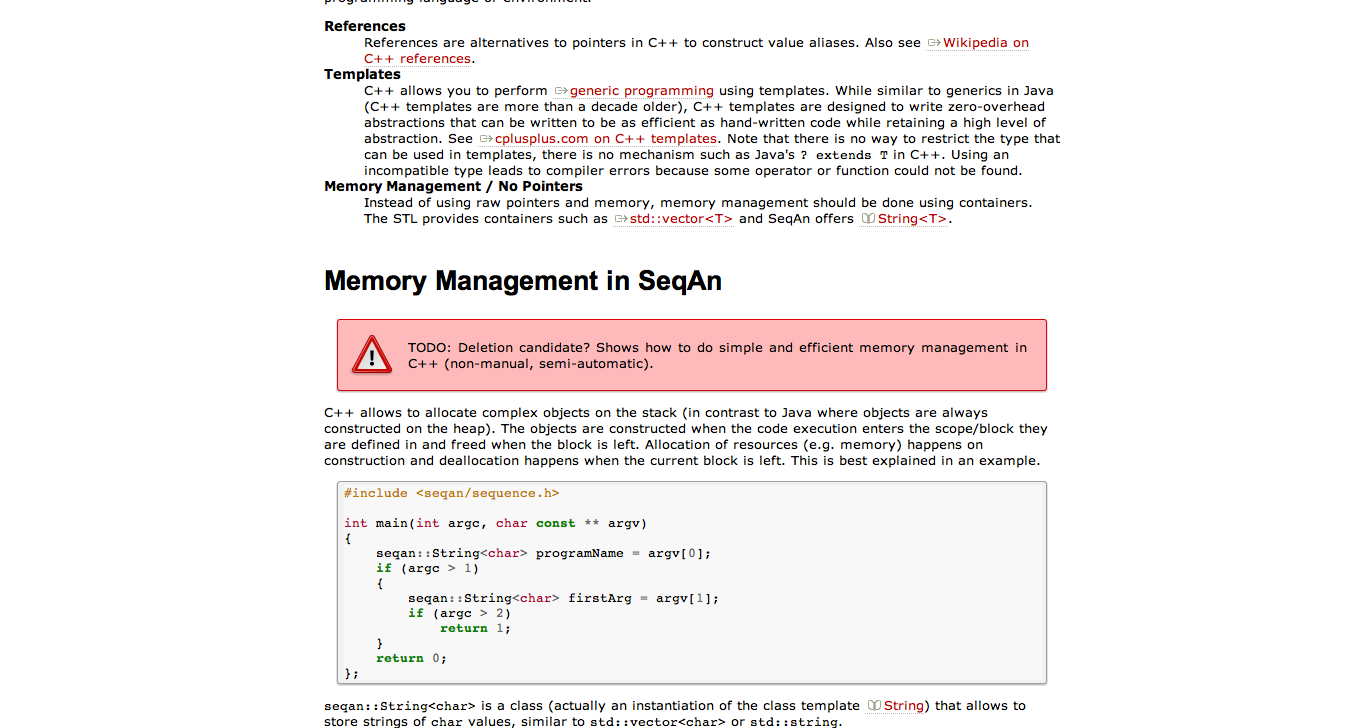 programming language or environment.
References
References are alternatives to pointers in C++ to construct value aliases. Also see Wikipedia on
C++ references.
Templates
C++ allows you to perform generic programming using templates. While similar to generics in Java
(C++ templates are more than a decade older), C++ templates are designed to write zero-overhead
abstractions that can be written to be as efficient as hand-written code while retaining a high level of
abstraction. See cplusplus.com on C++ templates. Note that there is no way to restrict the type that
can be used in templates, there is no mechanism such as Java's ? extends T in C++. Using an
incompatible type leads to compiler errors because some operator or function could not be found.
Memory Management / No Pointers
Instead of using raw pointers and memory, memory management should be done using containers.
The STL provides containers such as std::vector<T> and SeqAn offers String<T>.
Memory Management in SeqAn
TODO: Deletion candidate? Shows how to do simple and efficient memory management in
C++ (non-manual, semi-automatic).
C++ allows to allocate complex objects on the stack (in contrast to Java where objects are always
constructed on the heap). The objects are constructed when the code execution enters the scope/block they
are defined in and freed when the block is left. Allocation of resources (e.g. memory) happens on
construction and deallocation happens when the current block is left. This is best explained in an example.
#include <seqan/sequence.h>
int main(int argc, char const ** argv)
{
    seqan::String<char> programName = argv[0];
    if (argc > 1)
    {
        seqan::String<char> firstArg = argv[1];
        if (argc > 2)
            return 1;
    }
    return 0;
};
seqan::String<char> is a class (actually an instantiation of the class template String) that allows to
store strings of char values, similar to std::vector<char> or std::string.